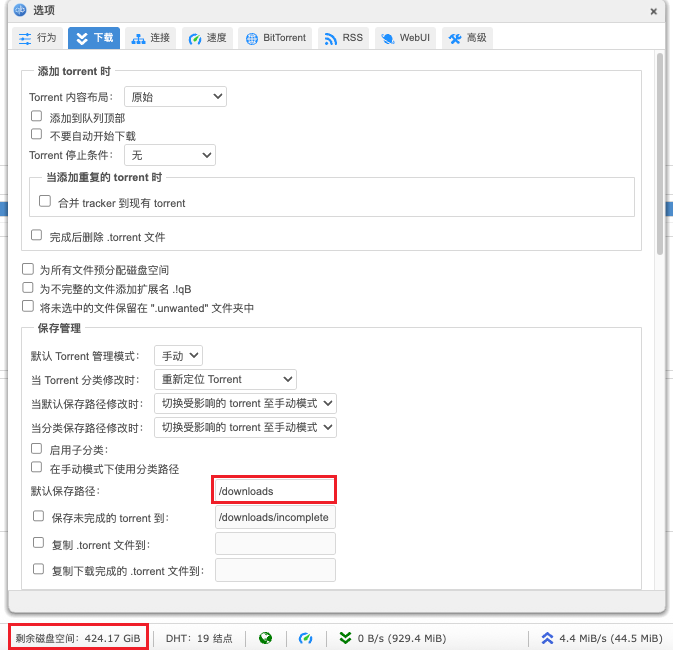 选项
×
行为 下载 连接 速度 BitTorrent RSS WebUI 高级
添加 torrent 时
Torrent 内容布局： 原始
添加到队列顶部
不要自动开始下载
Torrent 停止条件： 无
当添加重复的 torrent 时
合并 tracker 到现有 torrent
完成后删除 .torrent 文件
为所有文件预分配磁盘空间
为不完整的文件添加扩展名 .!qB
将未选中的文件保留在 ".unwanted" 文件夹中
保存管理
默认 Torrent 管理模式： 手动
当 Torrent 分类修改时： 重新定位 Torrent
当默认保存路径修改时： 切换受影响的 torrent 至手动模式
当分类保存路径修改时： 切换受影响的 torrent 至手动模式
启用子分类：
在手动模式下使用分类路径
默认保存路径： /downloads
保存未完成的 torrent 到： /downloads/incomplete
复制 .torrent 文件到：
复制下载完成的 .torrent 文件到：
剩余磁盘空间： 424.17 GiB DHT： 19 结点 0 B/s (929.4 MiB) 4.4 MiB/s (44.5 MiB)